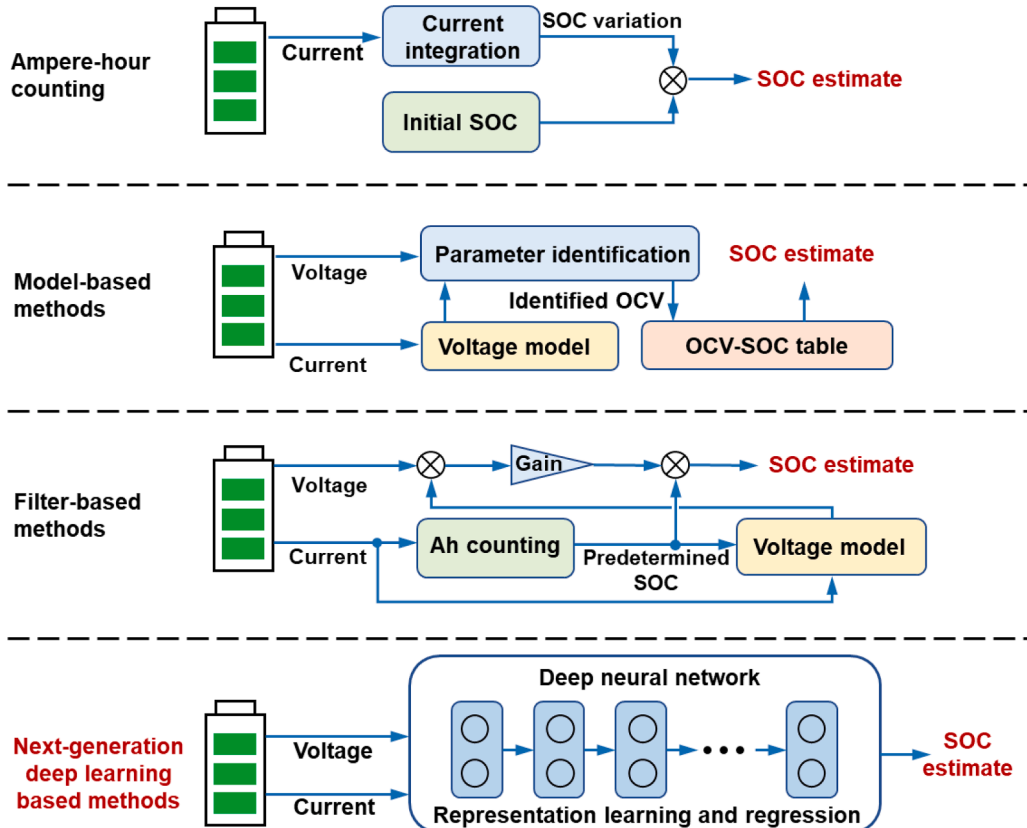 Ampere-hour
counting
Current
Current
integration
SOC variation
Initial SOC
SOC estimate
Model-based
methods
Voltage
Current
Parameter identification
Identified OCV
Voltage model
OCV-SOC table
SOC estimate
Filter-based
methods
Voltage
Current
Gain
Ah counting
Predetermined
SOC
Voltage model
SOC estimate
Next-generation
deep learning
based methods
Voltage
Current
Deep neural network
Representation learning and regression
SOC
estimate